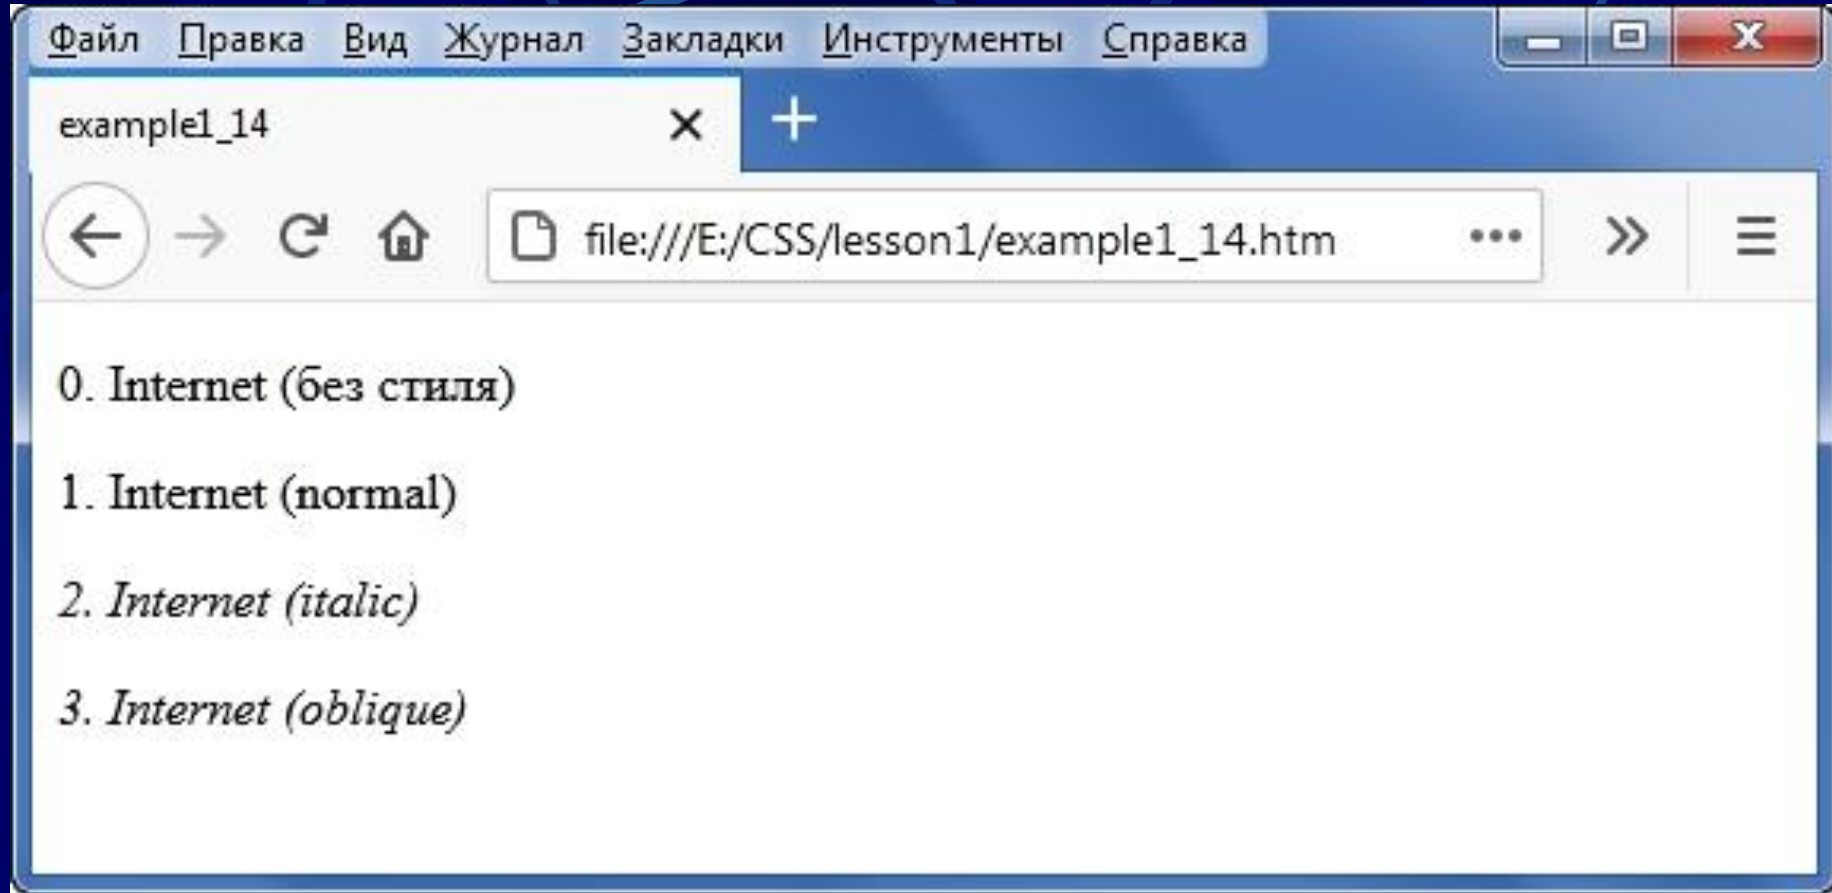 Файл Правка Вид Журнал Закладки Инструменты Справка
example1_14
file:///E:/CSS/lesson1/example1_14.htm
0. Internet (без стиля)
1. Internet (normal)
2. Internet (italic)
3. Internet (oblique)